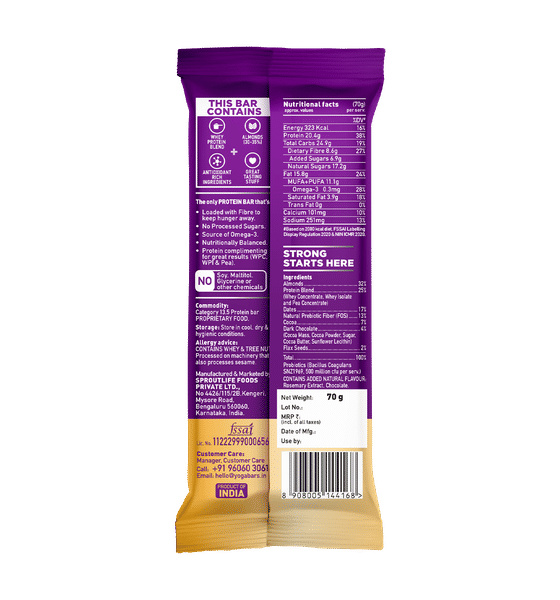 THIS BAR
CONTAINS
WHEY
PROTEIN
BLEND
ALMONDS
(30-35%)
+
ANTIOXIDANT
RICH
INGREDIENTS
GREAT
TASTING
STUFF
The only PROTEIN BAR that's
• Loaded with Fibre to
keep hunger away.
• No Processed Sugars.
• Source of Omega-3.
• Nutritionally Balanced.
• Protein complimenting
for great results (WPC,
WPI & Pea).
NO
Soy, Maltitol,
Glycerine or
other chemicals
Commodity:
Category 13.5 Protein bar
PROPRIETARY FOOD.
Storage: Store in cool, dry &
hygienic conditions.
Allergy advice:
CONTAINS WHEY & TREE NUT
Processed on machinery that
also processes sesame.
Manufactured & Marketed by
SPROUTLIFE FOODS
PRIVATE LTD.,
No 4426/115/2B, Kengeri,
Mysore Road,
Bengaluru 560060,
Karnataka, India.
fssai
Lic. No. 11222999000656
Customer Care:
Manager, Customer Care
Call: +91 96060 3061
Email: hello@yogabars.in
PRODUCT OF
INDIA
Nutritional facts (70g)
approx. values per serv.
%DV#
Energy 323 Kcal 16%
Protein 20.4g 38%
Total Carbs 24.9g 19%
Dietary Fibre 8.6g 27%
Added Sugars 6.9g
Natural Sugars 17.2g
Fat 15.8g 24%
MUFA+PUFA 11.1g
Omega-3 0.3mg 28%
Saturated Fat 3.9g 18%
Trans Fat 0g 0%
Calcium 101mg 10%
Sodium 251mg 13%
#Based on 2000 kcal diet. FSSAI Labelling
Display Regulation 2020 & NIN ICMR 2020.
STRONG
STARTS HERE
Ingredients
Almonds 32%
Protein Blend 25%
(Whey Concentrate, Whey Isolate
and Pea Concentrate)
Dates 17%
Natural Prebiotic Fiber (FOS) 13%
Cocoa 7%
Dark Chocolate 4%
(Cocoa Mass, Cocoa Powder, Sugar,
Cocoa Butter, Sunflower Lecithin)
Flax Seeds 2%
Total 100%
Probiotics (Bacillus Coagulans
SNZ1969, 500 million cfu per serv.)
CONTAINS ADDED NATURAL FLAVOUR,
Rosemary Extract, Chocolate.
Net Weight: 70 g
Lot No.:
MRP ₹.
(incl. of all taxes)
Date of Mfg.:
Use by:
8 908005 144168 >